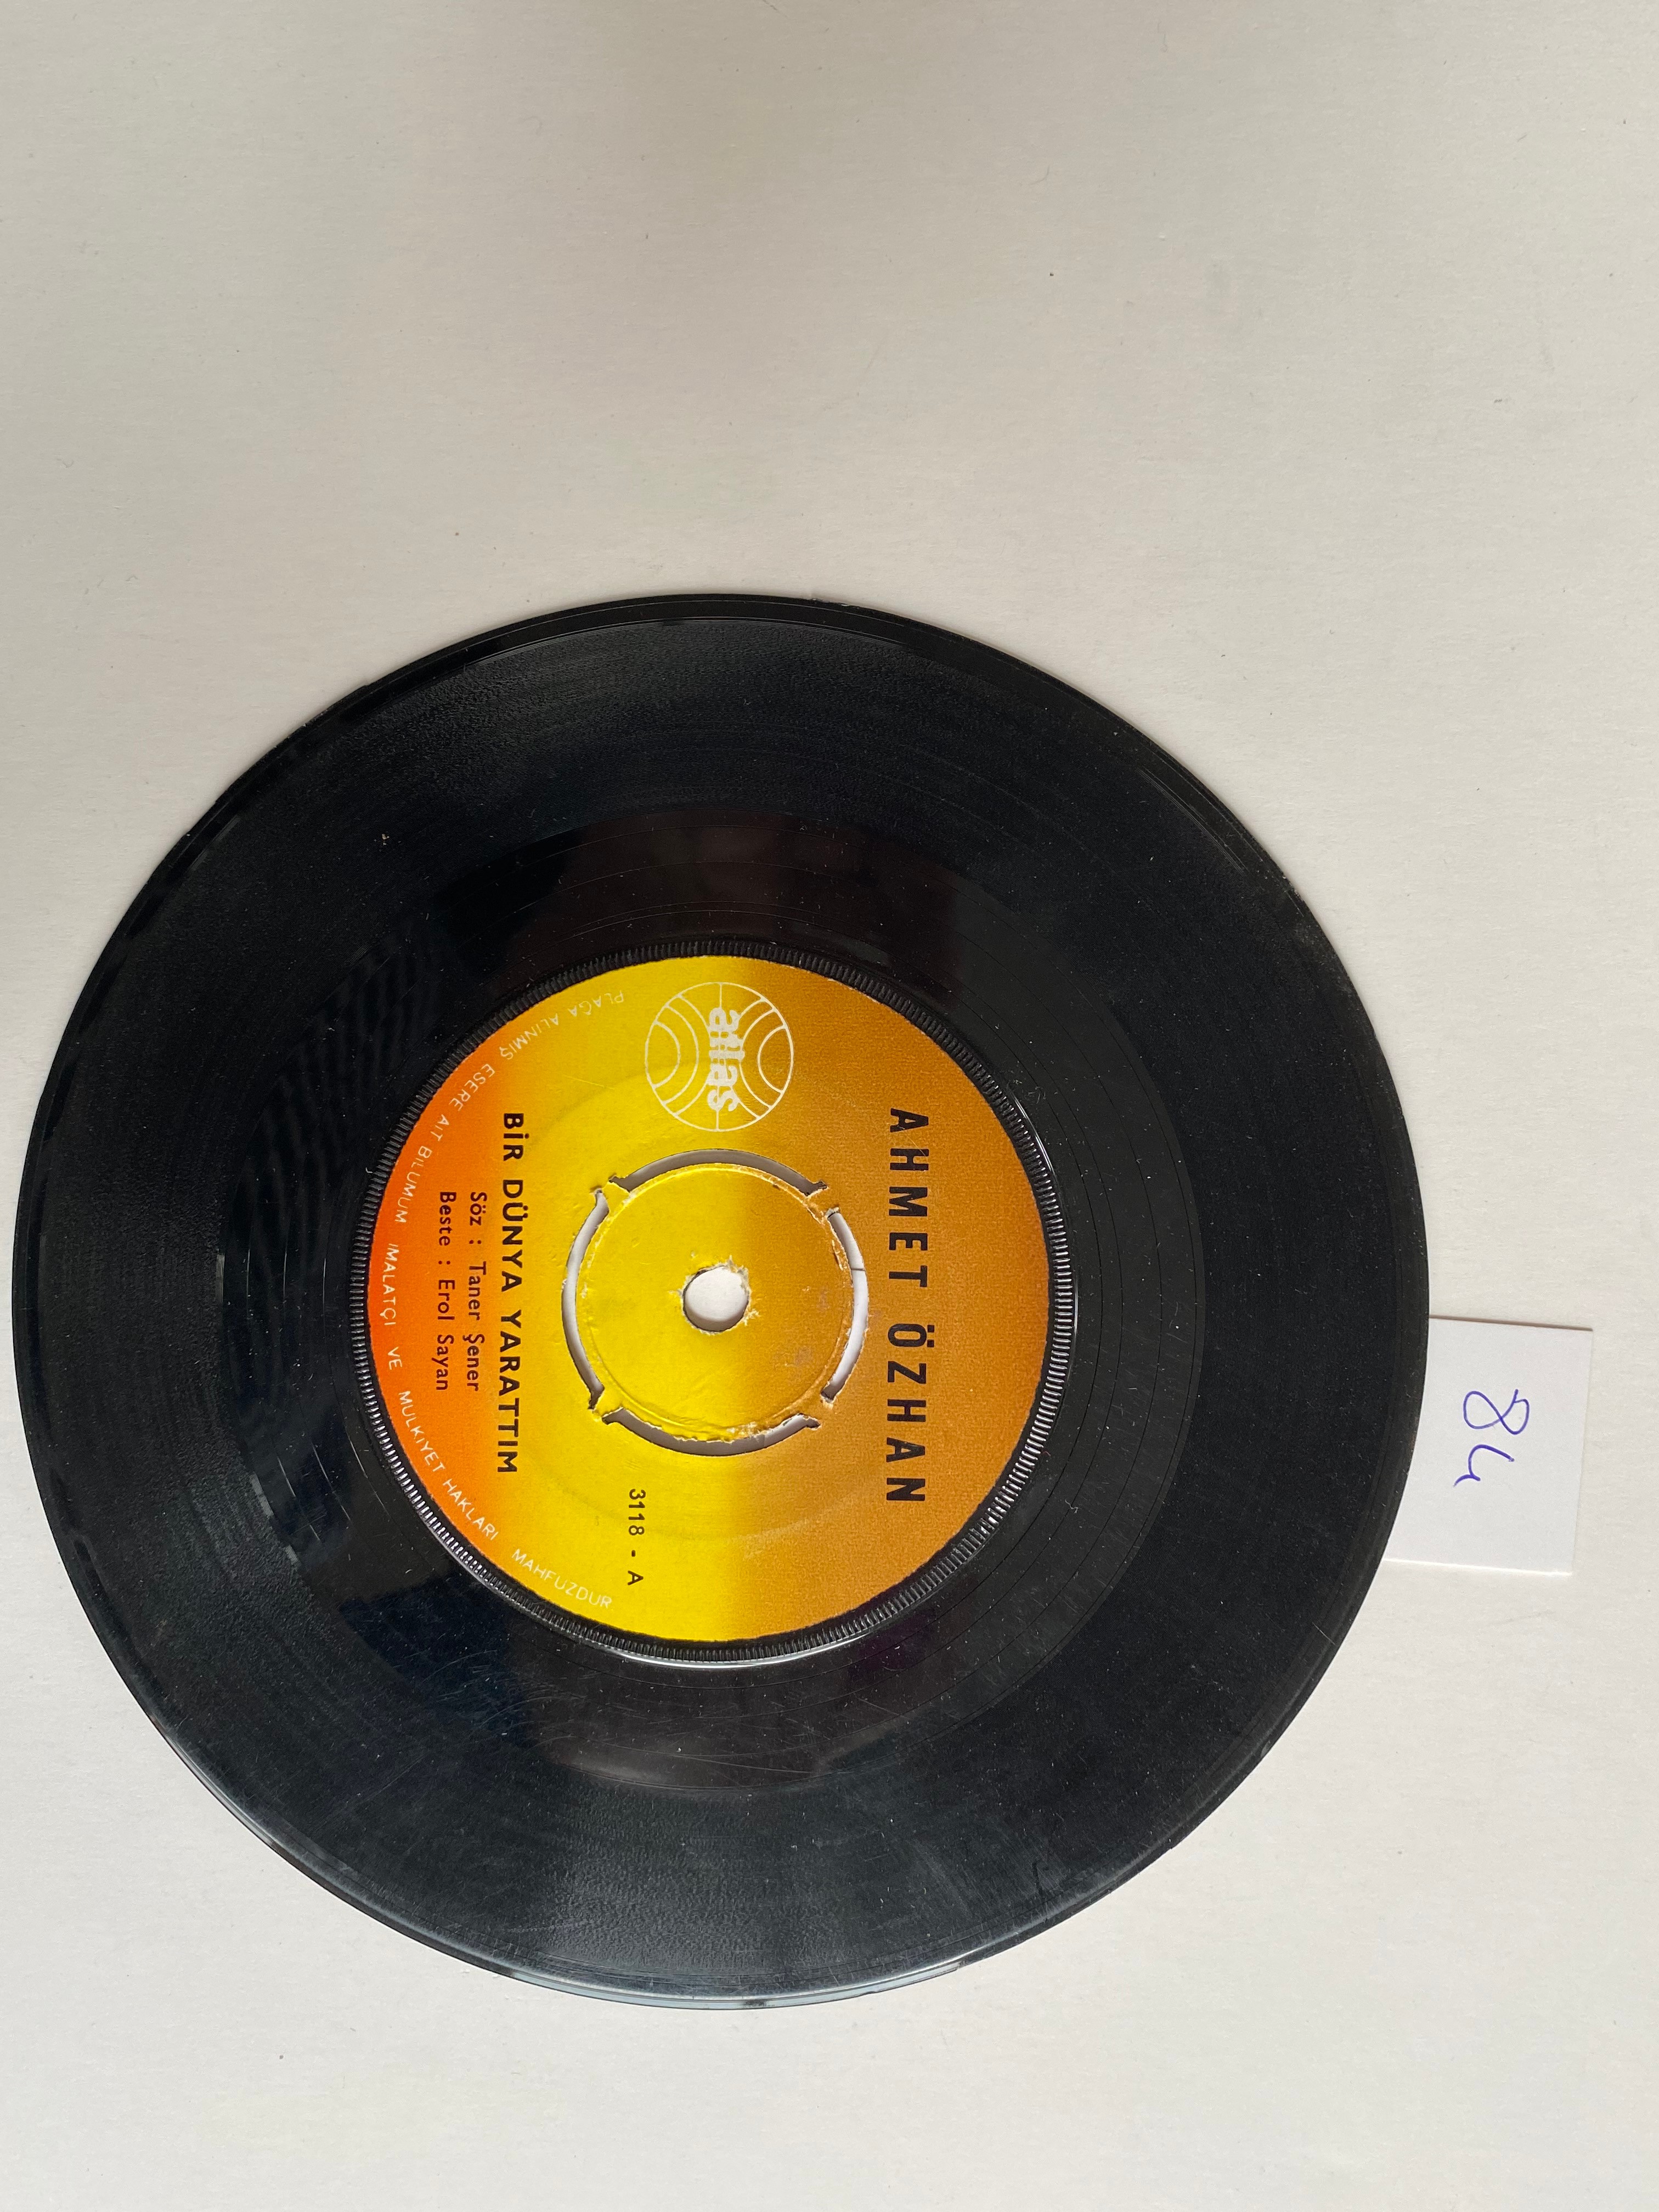 84
AHMET ÖZHAN
atlas
3118 - A
BİR DÜNYA YARATTIM
Söz : Taner Şener
Beste : Erol Sayan
PLAĞA ALINMIŞ ESERE AİT BİLUMUM İMALATÇI VE MÜLKİYET HAKLARI MAHFUZDUR